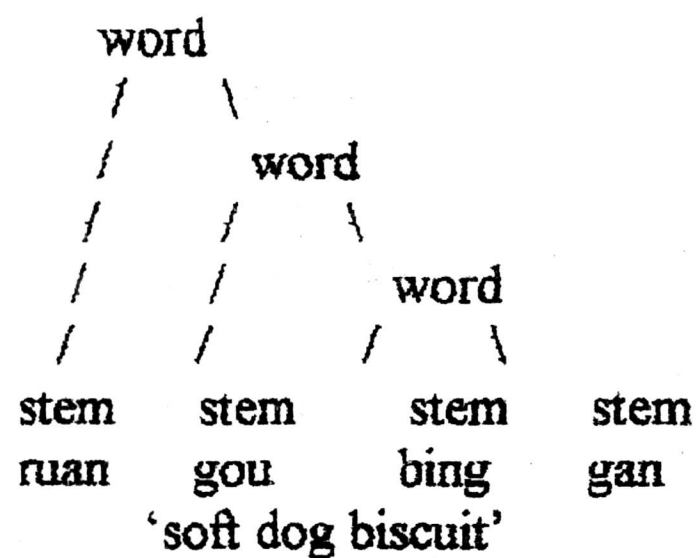 word
word
word
stem stem stem stem
ruan gou bing gan
‘soft dog biscuit’